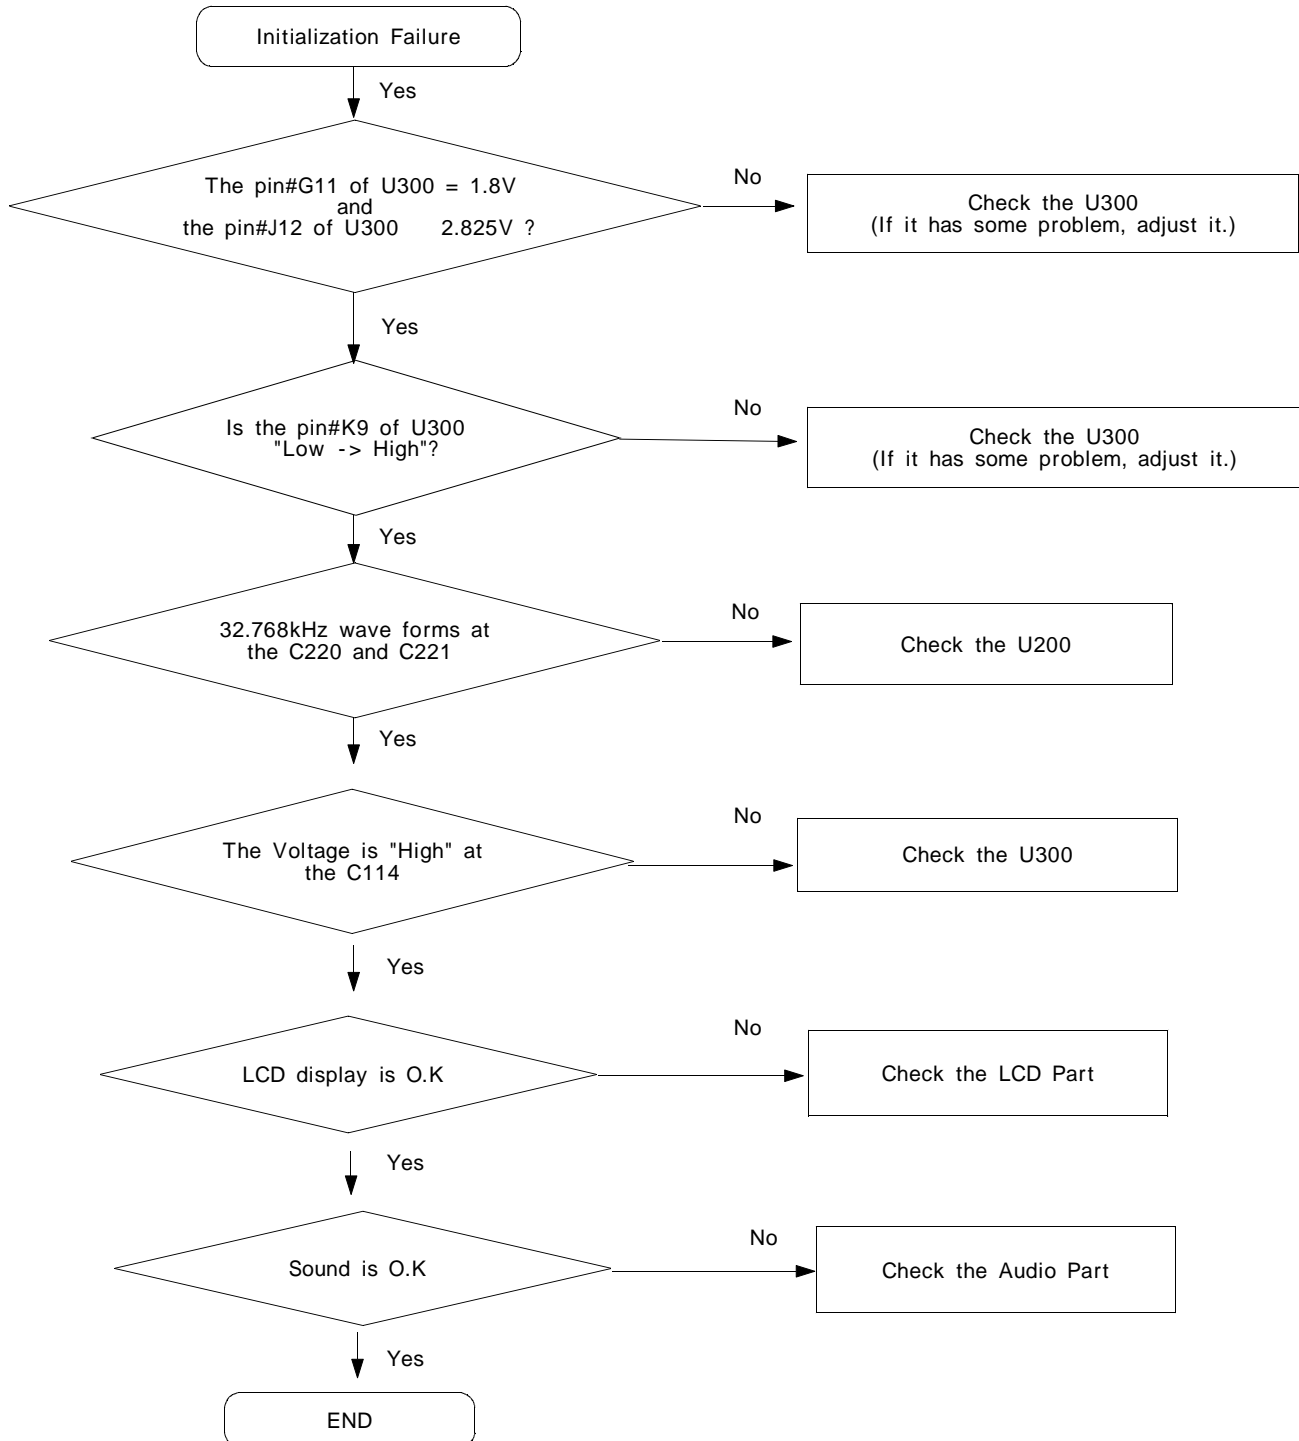 Initialization Failure
Yes
The pin#G11 of U300 = 1.8V
and
the pin#J12 of U300 2.825V ?
No
Check the U300
(If it has some problem, adjust it.)
Yes
Is the pin#K9 of U300
"Low -> High"?
No
Check the U300
(If it has some problem, adjust it.)
Yes
32.768kHz wave forms at
the C220 and C221
No
Check the U200
Yes
The Voltage is "High" at
the C114
No
Check the U300
Yes
LCD display is O.K
No
Check the LCD Part
Yes
Sound is O.K
No
Check the Audio Part
Yes
END